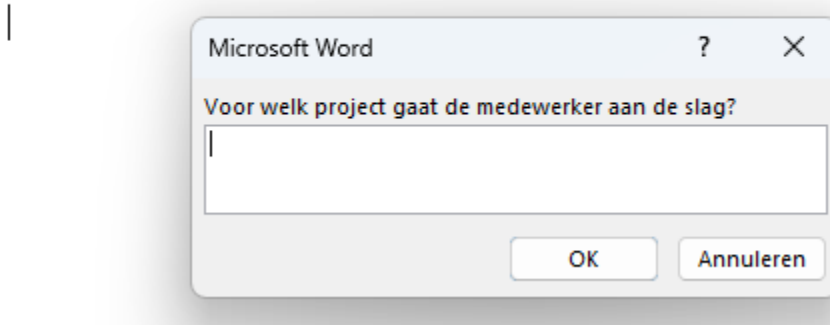 Microsoft Word ?
Voor welk project gaat de medewerker aan de slag?
OK Annuleren